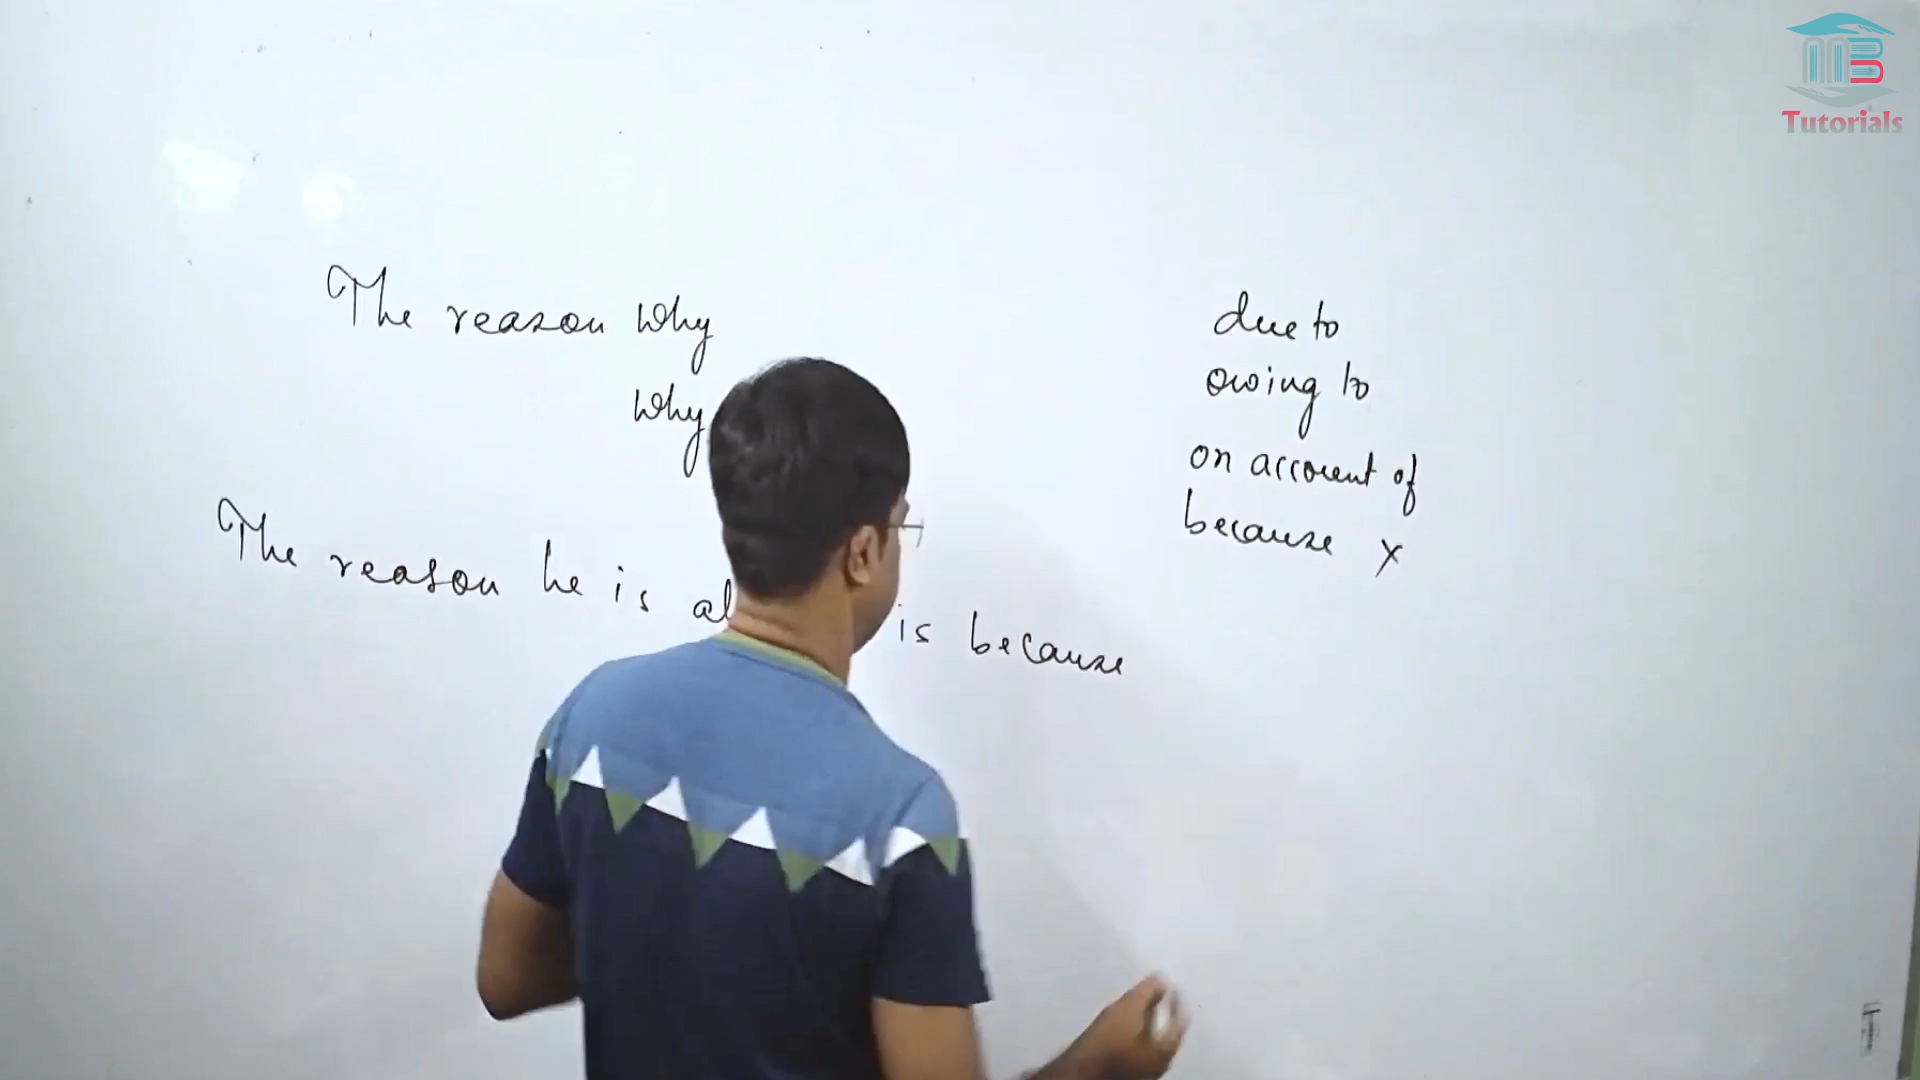 MB
Tutorials
The reason why
why
The reason he is is because
due to
owing to
on account of
because x